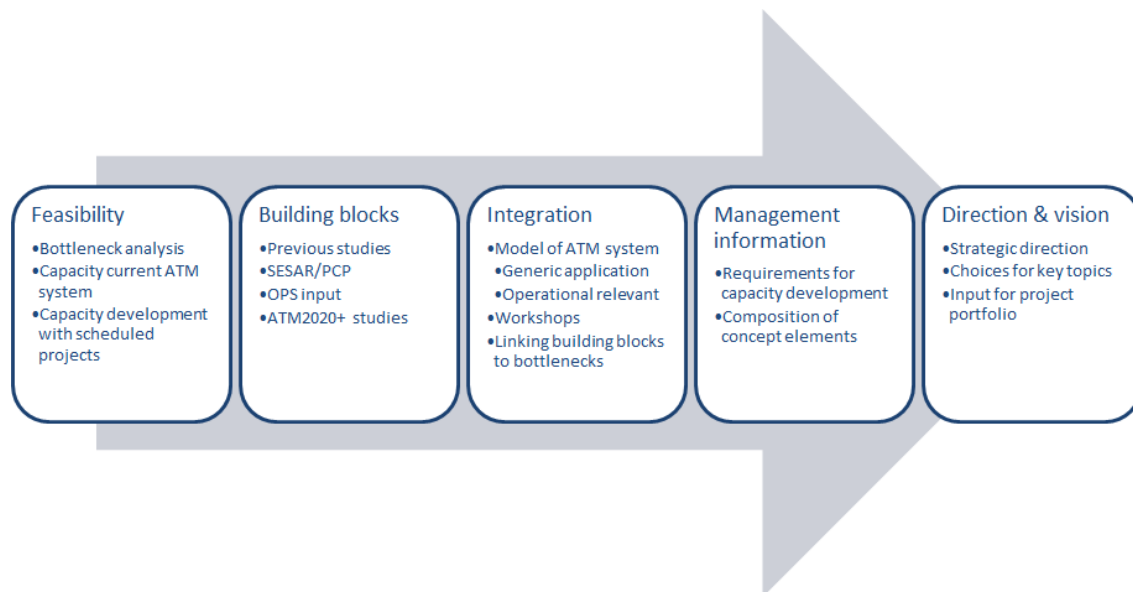 Feasibility
•Bottleneck analysis
•Capacity current ATM
system
•Capacity development
with scheduled
projects
Building blocks
•Previous studies
•SESAR/PCP
•OPS input
•ATM2020+ studies
Integration
•Model of ATM system
•Generic application
•Operational relevant
•Workshops
•Linking building blocks
to bottlenecks
Management
information
•Requirements for
capacity development
•Composition of
concept elements
Direction & vision
•Strategic direction
•Choices for key topics
•Input for project
portfolio